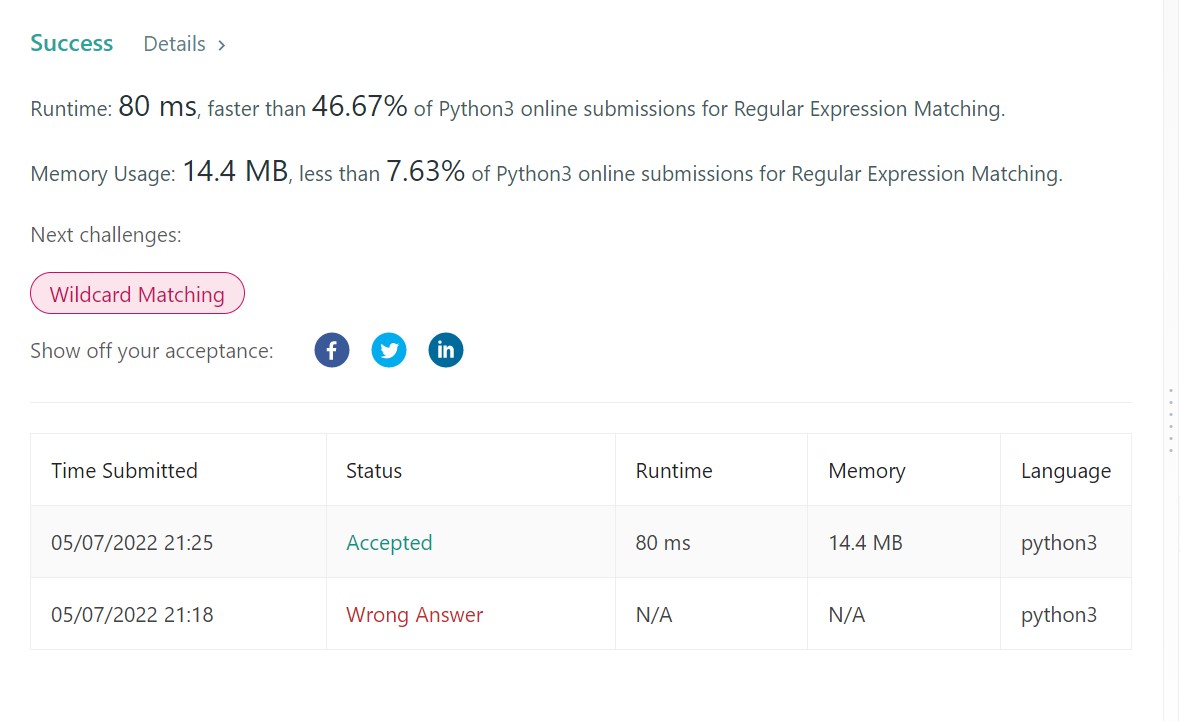 Success Details >
Runtime: 80 ms, faster than 46.67% of Python3 online submissions for Regular Expression Matching.
Memory Usage: 14.4 MB, less than 7.63% of Python3 online submissions for Regular Expression Matching.
Next challenges:
Wildcard Matching
Show off your acceptance: f in
Time Submitted Status Runtime Memory Language
05/07/2022 21:25 Accepted 80 ms 14.4 MB python3
05/07/2022 21:18 Wrong Answer N/A N/A python3